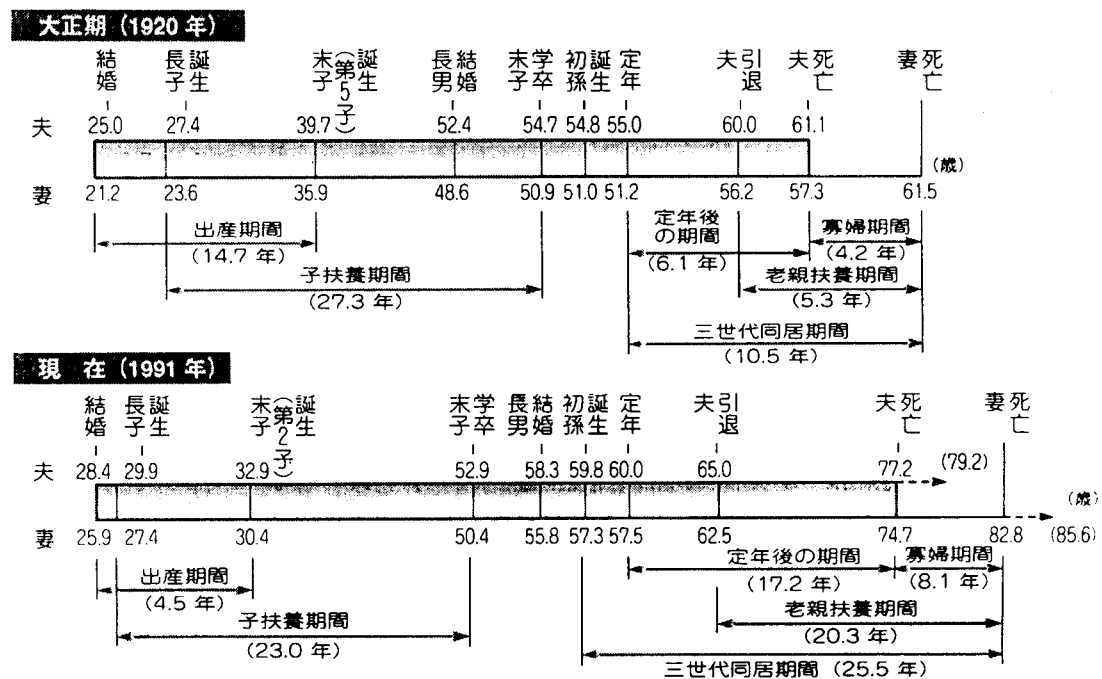 大正期（1920 年）
結婚
長子誕生
末子（第5子）誕生
長男結婚
末子学卒
初孫誕生
定年
夫引退
夫死亡
妻死亡
夫 25.0 27.4 39.7 52.4 54.7 54.8 55.0 60.0 61.1
（歳）
妻 21.2 23.6 35.9 48.6 50.9 51.0 51.2 56.2 57.3 61.5
出産期間
（14.7 年）
定年後の期間
（6.1 年）
寡婦期間
（4.2 年）
子扶養期間
（27.3 年）
老親扶養期間
（5.3 年）
三世代同居期間
（10.5 年）
現 在（1991 年）
結婚
長子誕生
末子（第2子）誕生
末子学卒
長男結婚
初孫誕生
定年
夫引退
夫死亡
妻死亡
夫 28.4 29.9 32.9 52.9 58.3 59.8 60.0 65.0 77.2 （79.2）
（歳）
妻 25.9 27.4 30.4 50.4 55.8 57.3 57.5 62.5 74.7 82.8 （85.6）
出産期間
（4.5 年）
定年後の期間
（17.2 年）
寡婦期間
（8.1 年）
子扶養期間
（23.0 年）
老親扶養期間
（20.3 年）
三世代同居期間（25.5 年）